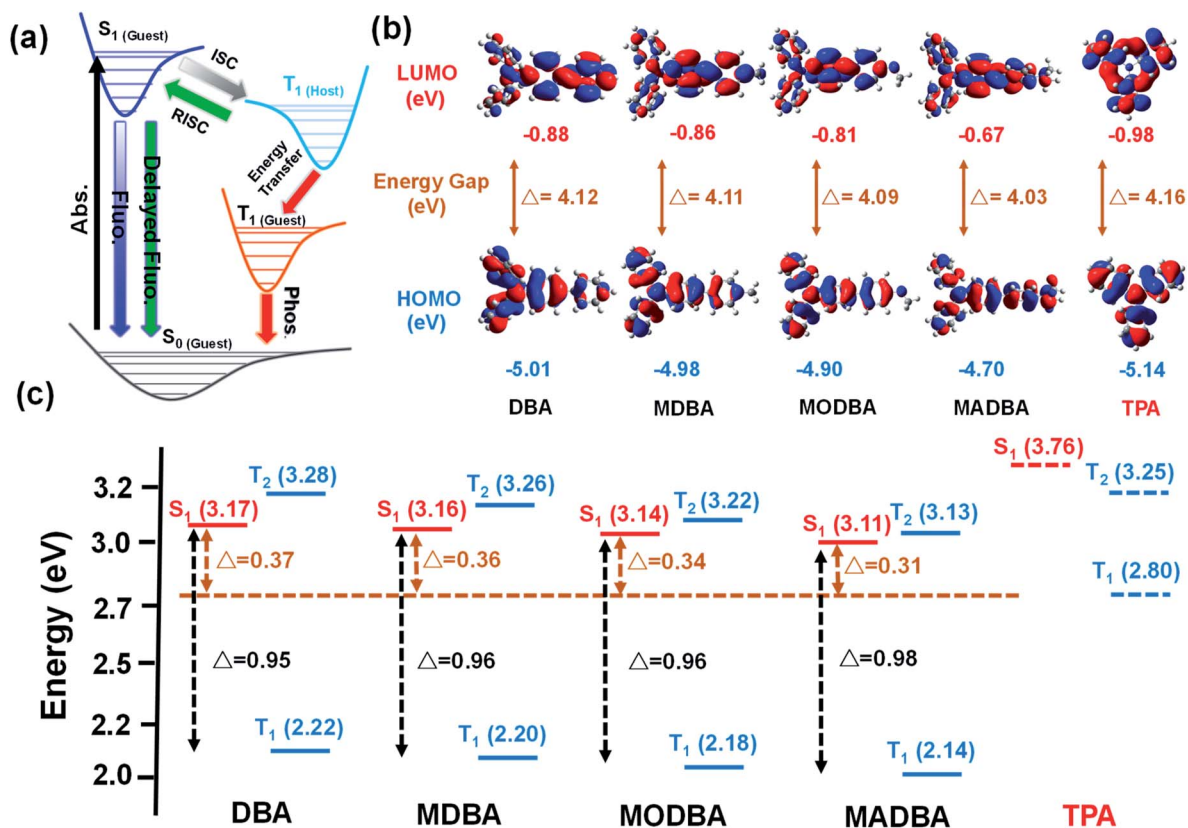 (a)
S1 (Guest)
ISC
RISC
T1 (Host)
Energy
Transfer
T1 (Guest)
Abs.
Fluo.
Delayed Fluo.
Phos.
S0 (Guest)
(b)
LUMO
(eV)
-0.88 -0.86 -0.81 -0.67 -0.98
Energy Gap
(eV)
△= 4.12 △= 4.11 △= 4.09 △= 4.03 △= 4.16
HOMO
(eV)
-5.01 -4.98 -4.90 -4.70 -5.14
DBA MDBA MODBA MADBA TPA
(c)
Energy (eV)
3.2
3.0
2.7
2.5
2.2
2.0
S1 (3.17)
T2 (3.28)
△=0.37
△=0.95
T1 (2.22)
DBA
S1 (3.16)
T2 (3.26)
△=0.36
△=0.96
T1 (2.20)
MDBA
S1 (3.14)
T2 (3.22)
△=0.34
△=0.96
T1 (2.18)
MODBA
S1 (3.11)
T2 (3.13)
△=0.31
△=0.98
T1 (2.14)
MADBA
S1 (3.76)
T2 (3.25)
T1 (2.80)
TPA